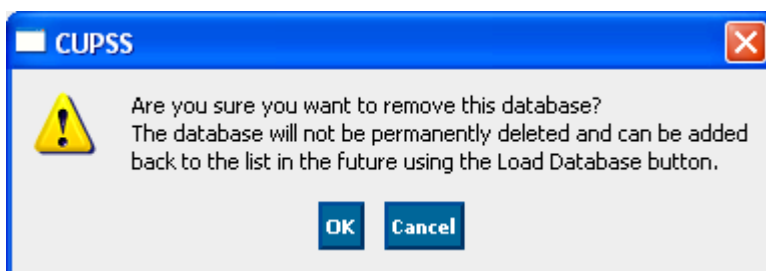 CUPSS
Are you sure you want to remove this database?
The database will not be permanently deleted and can be added
back to the list in the future using the Load Database button.
OK Cancel